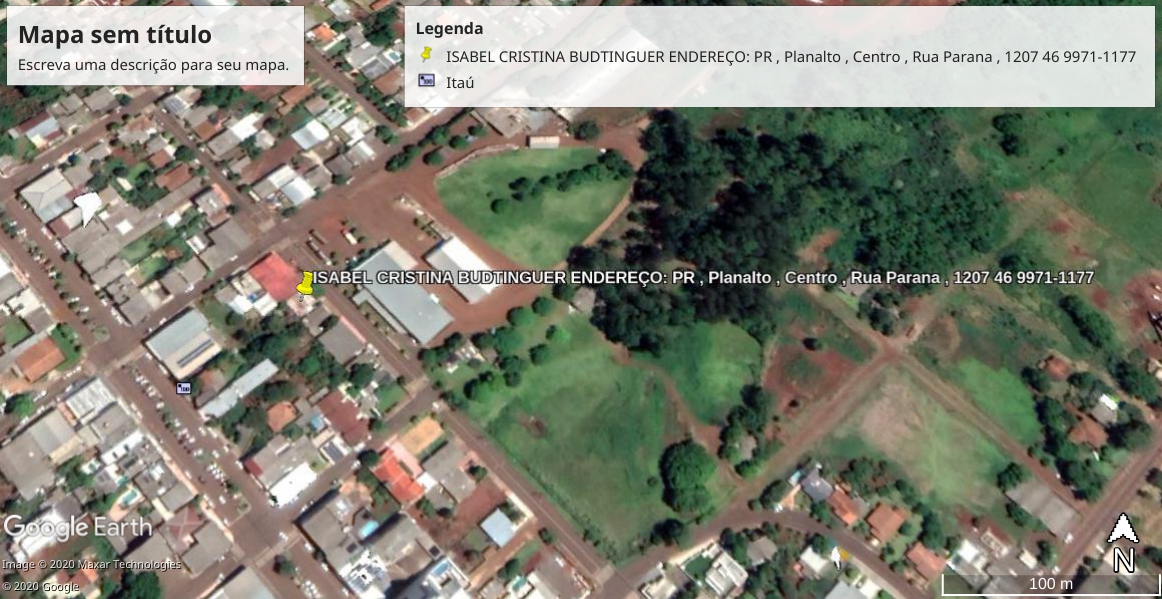 Mapa sem título
Escreva uma descrição para seu mapa.
Legenda
ISABEL CRISTINA BUDTINGUER ENDEREÇO: PR , Planalto , Centro , Rua Parana , 1207 46 9971-1177
Itaú
ISABEL CRISTINA BUDTINGUER ENDEREÇO: PR , Planalto , Centro , Rua Parana , 1207 46 9971-1177
Google Earth
Image © 2020 Maxar Technologies
© 2020 Google
N
100 m